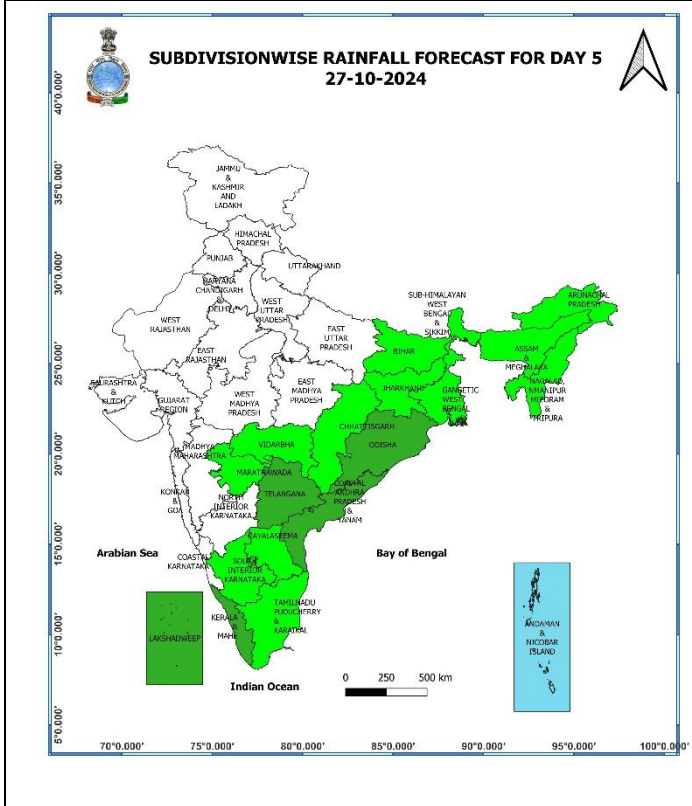 SUBDIVISIONWISE RAINFALL FORECAST FOR DAY 5
27-10-2024
40°0.000'
35°0.000'
30°0.000'
25°0.000'
20°0.000'
15°0.000'
10°0.000'
5°0.000'
JAMMU
&
KASHMIR
AND
LADAKH
HIMACHAL
PRADESH
PUNJAB
UTTARAKHAND
HARYANA
CHANDIGARH
&
DELHI
WEST
UTTAR
PRADESH
WEST
RAJASTHAN
EAST
RAJASTHAN
EAST
UTTAR
PRADESH
SUB-HIMALAYAN
WEST
BENGAL
&
SIKKIM
ARUNACHAL
PRADESH
ASSAM
&
MEGHALAYA
NAGALAD,
NMANIPUR
MIZORAM
&
TRIPURA
BIHAR
JHARKHAND
GANGETIC
WEST
BENGAL
SAURASHTRA
&
KUTCH
GUJARAT
REGION
WEST
MADHYA
PRADESH
EAST
MADHYA
PRADESH
CHHATTISGARH
ODISHA
VIDARBHA
MADHYA
MAHARASHTRA
MARATHWADA
TELANGANA
COASTAL
ANDHRA
PRADESH
&
YANAM
KONKAN
&
GOA
NORTH
INTERIOR
KARNATAKA
RAYALASEEMA
COASTAL
KARNATAKA
SOUTH
INTERIOR
KARNATAKA
TAMILNADU
PUDUCHERRY
&
KARAIKAL
KERALA
&
MAHE
LAKSHADWEEP
ANDAMAN
&
NICOBAR
ISLAND
Arabian Sea
Bay of Bengal
Indian Ocean
0 250 500 km
70°0.000' 75°0.000' 80°0.000' 85°0.000' 90°0.000' 95°0.000' 100°0.000'